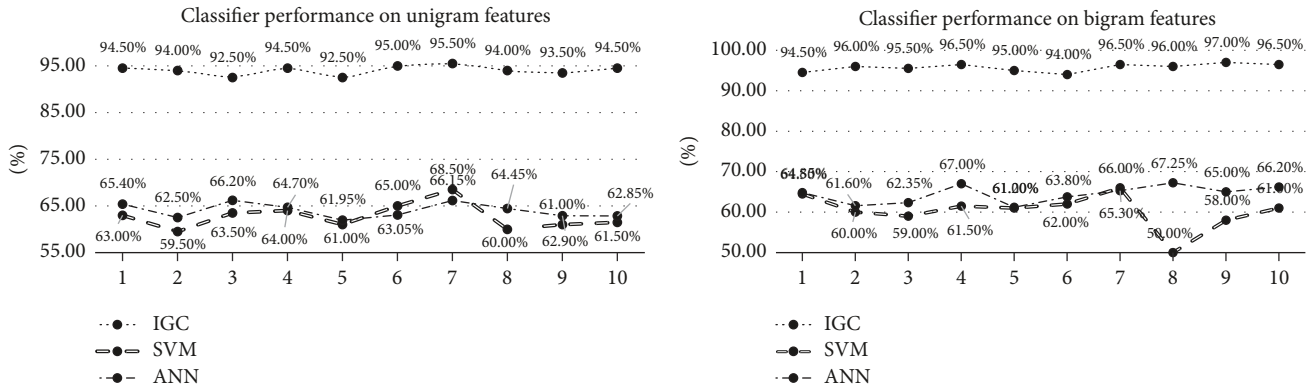 Classifier performance on unigram features
94.50% 94.00% 92.50% 94.50% 92.50% 95.00% 95.50% 94.00% 93.50% 94.50%
95.00
85.00
75.00
65.00
55.00
(%)
65.40% 62.50% 66.20% 64.70% 61.95% 65.00% 68.50% 64.45% 61.00% 62.85%
66.15%
63.00% 59.50% 63.50% 64.00% 61.00% 63.05% 60.00% 62.90% 61.50%
1 2 3 4 5 6 7 8 9 10
IGC
SVM
ANN
Classifier performance on bigram features
100.00
94.50% 96.00% 95.50% 96.50% 95.00% 94.00% 96.50% 96.00% 97.00% 96.50%
90.00
80.00
70.00
60.00
50.00
(%)
61.60% 62.35% 67.00% 63.80% 66.00% 67.25% 65.00% 66.20%
60.00% 59.00% 61.50% 62.00% 65.30% 50.00% 58.00%
1 2 3 4 5 6 7 8 9 10
IGC
SVM
ANN